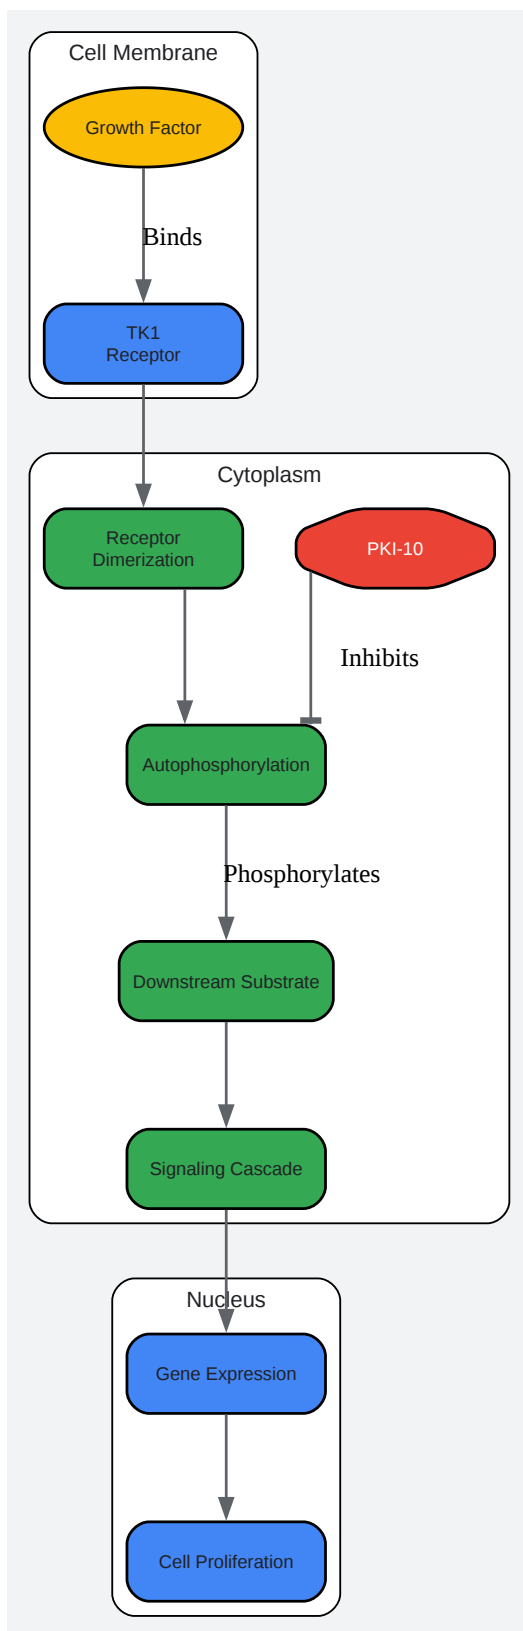 Cell Membrane
Growth Factor
Binds
TK1
Receptor
Cytoplasm
Receptor
Dimerization
PKI-10
Inhibits
Autophosphorylation
Phosphorylates
Downstream Substrate
Signaling Cascade
Nucleus
Gene Expression
Cell Proliferation